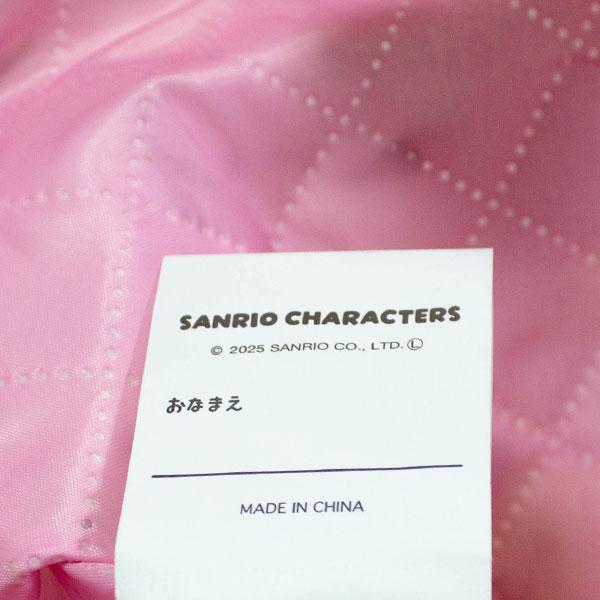 SANRIO CHARACTERS
© 2025 SANRIO CO., LTD. Ⓛ
おなまえ
MADE IN CHINA